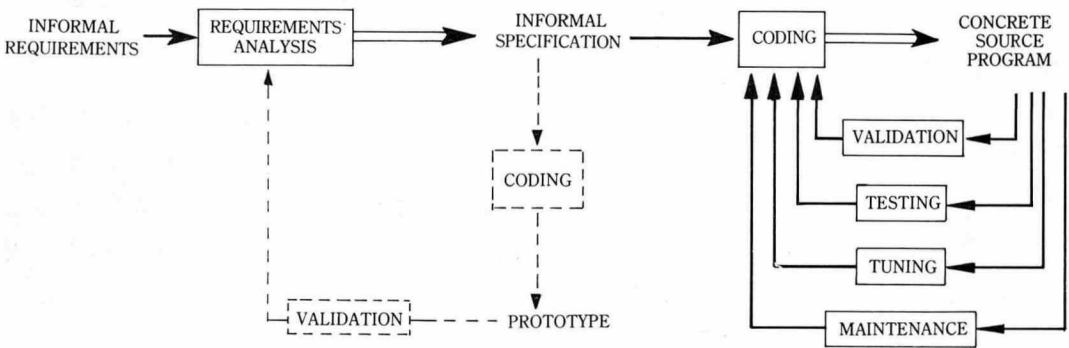 INFORMAL
REQUIREMENTS
REQUIREMENTS
ANALYSIS
INFORMAL
SPECIFICATION
CODING
CONCRETE
SOURCE
PROGRAM
VALIDATION
CODING
TESTING
TUNING
VALIDATION
PROTOTYPE
MAINTENANCE